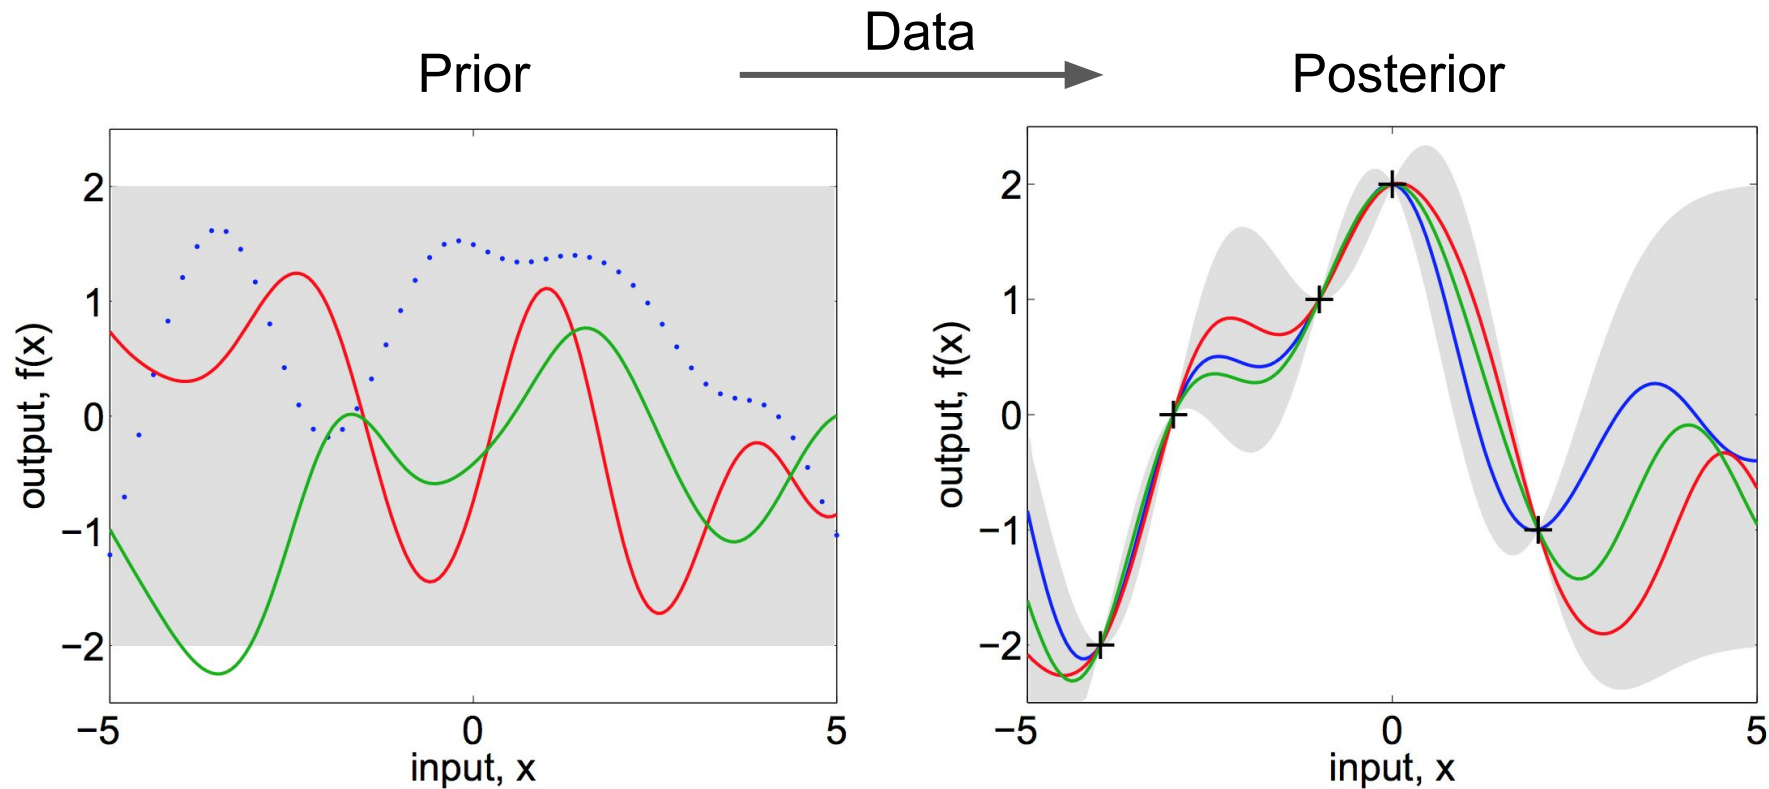 Data
Prior
Posterior
2
1
0
−1
−2
output, f(x)
−5
0
5
input, x
2
1
0
−1
−2
output, f(x)
−5
0
5
input, x